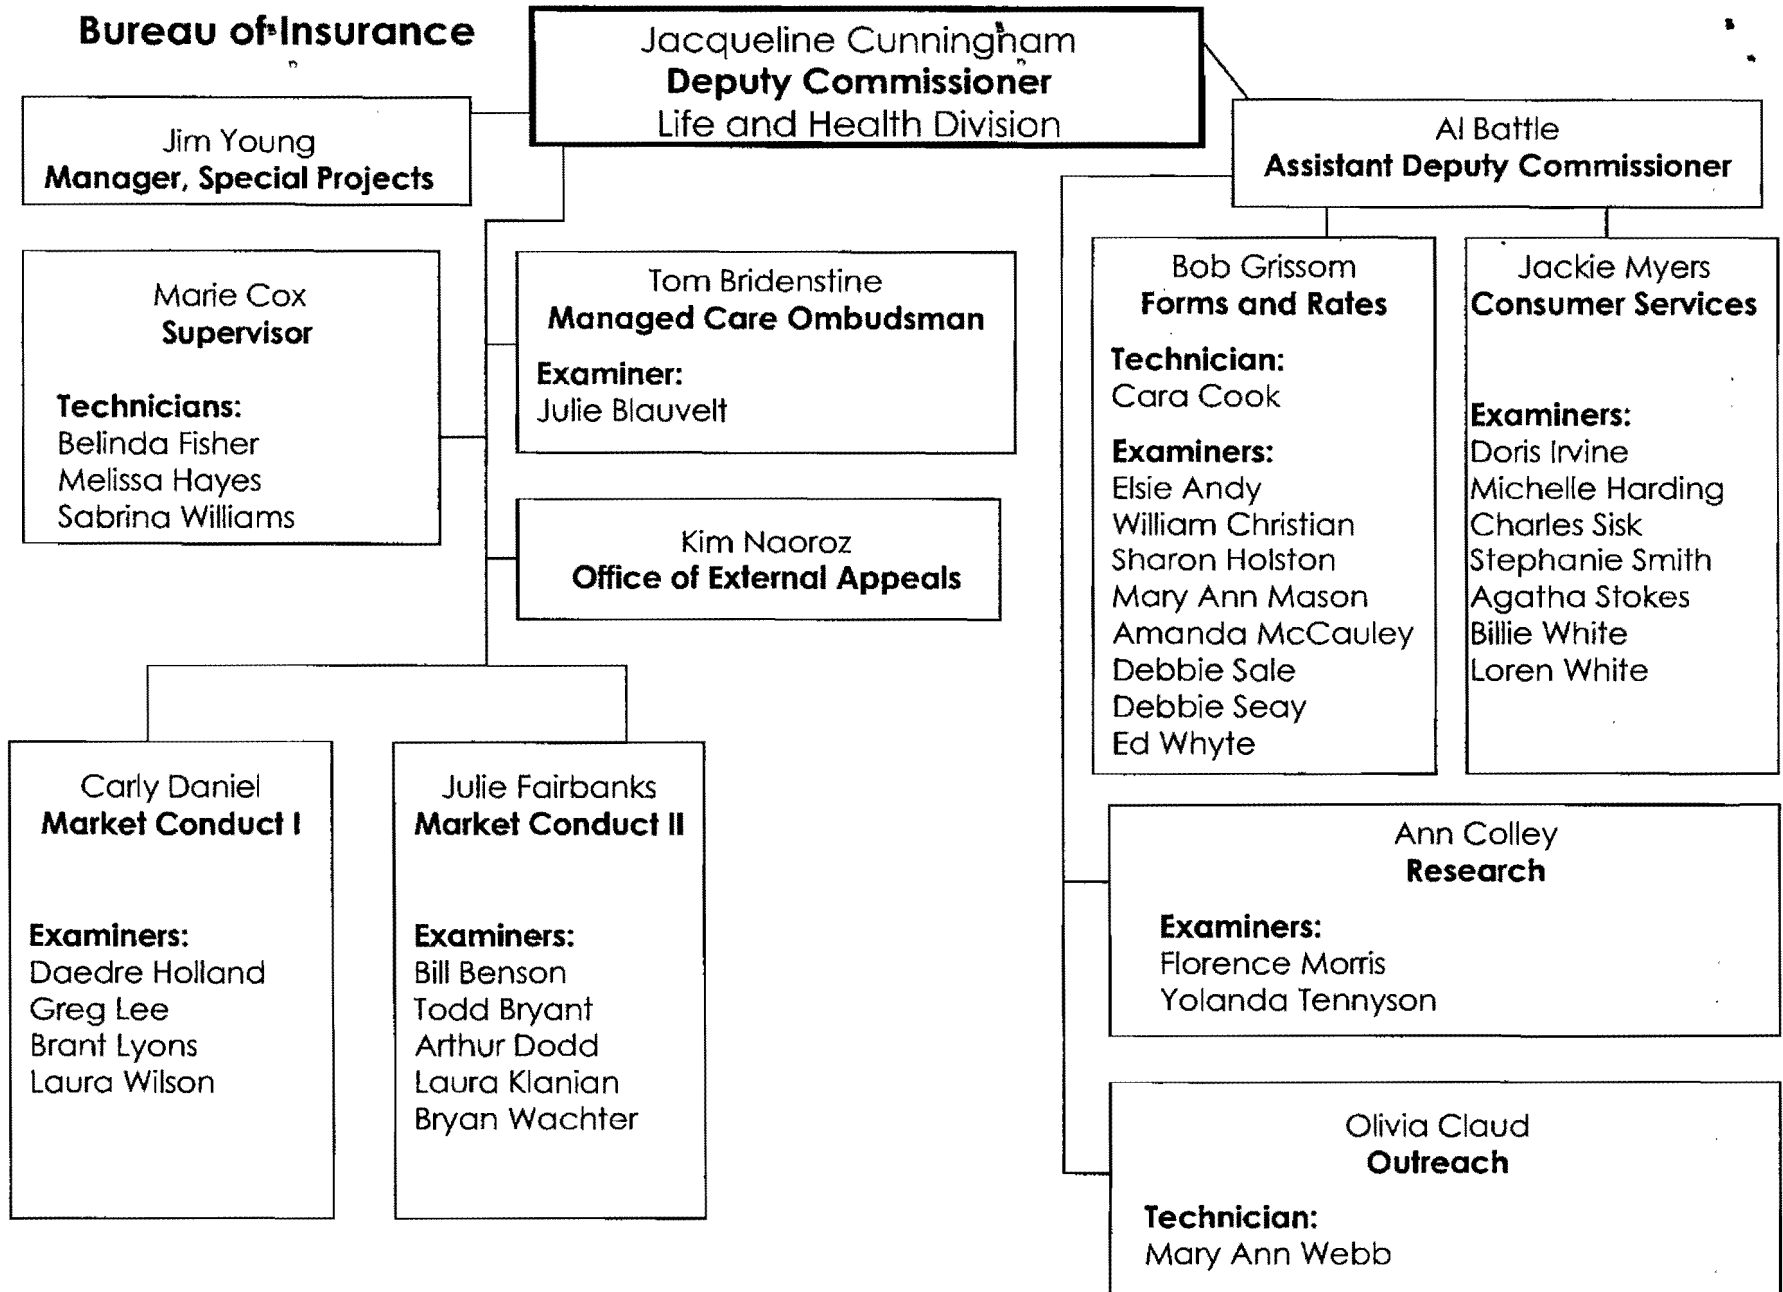 Bureau of Insurance
Jacqueline Cunningham
Deputy Commissioner
Life and Health Division
Jim Young
Manager, Special Projects
Al Battle
Assistant Deputy Commissioner
Marie Cox
Supervisor
Technicians:
Belinda Fisher
Melissa Hayes
Sabrina Williams
Tom Bridenstine
Managed Care Ombudsman
Examiner:
Julie Blauvelt
Kim Naoroz
Office of External Appeals
Bob Grissom
Forms and Rates
Technician:
Cara Cook
Examiners:
Elsie Andy
William Christian
Sharon Holston
Mary Ann Mason
Amanda McCauley
Debbie Sale
Debbie Seay
Ed Whyte
Jackie Myers
Consumer Services
Examiners:
Doris Irvine
Michelle Harding
Charles Sisk
Stephanie Smith
Agatha Stokes
Billie White
Loren White
Carly Daniel
Market Conduct I
Examiners:
Daedre Holland
Greg Lee
Brant Lyons
Laura Wilson
Julie Fairbanks
Market Conduct II
Examiners:
Bill Benson
Todd Bryant
Arthur Dodd
Laura Klanian
Bryan Wachter
Ann Colley
Research
Examiners:
Florence Morris
Yolanda Tennyson
Olivia Claud
Outreach
Technician:
Mary Ann Webb